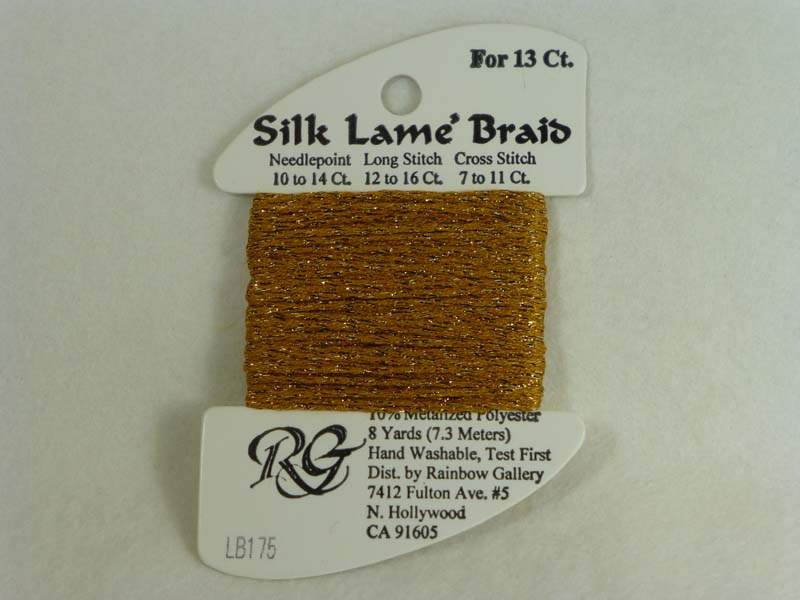 For 13 Ct.
Silk Lame' Braid
Needlepoint Long Stitch Cross Stitch
10 to 14 Ct. 12 to 16 Ct. 7 to 11 Ct.
10% Metalized Polyester
8 Yards (7.3 Meters)
Hand Washable, Test First
Dist. by Rainbow Gallery
7412 Fulton Ave. #5
N. Hollywood
CA 91605
RG
LB175